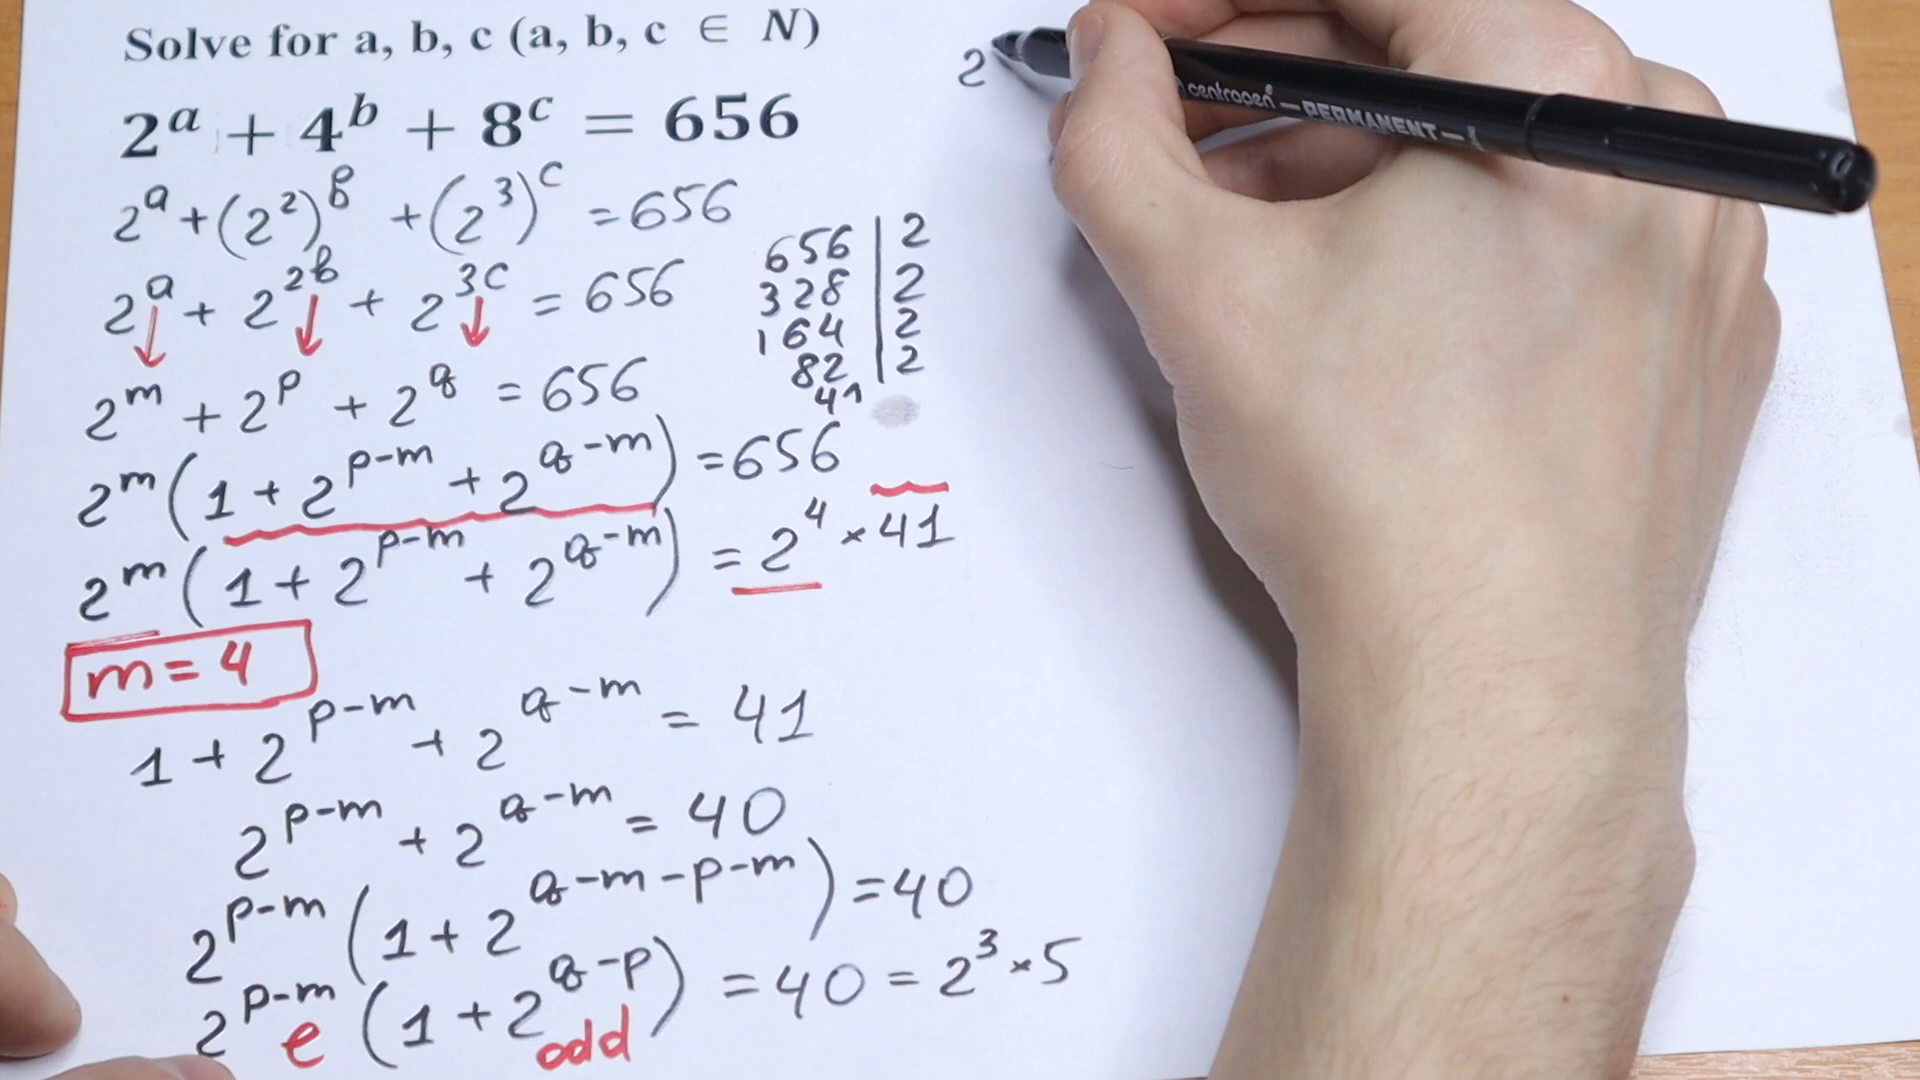 Solve for a, b, c (a, b, c ∈ N)
2^a + 4^b + 8^c = 656
2^a + (2^2)^b + (2^3)^c = 656
2^a + 2^2b + 2^3c = 656
2^m + 2^p + 2^q = 656
2^m (1 + 2^p-m + 2^q-m) = 656
2^m (1 + 2^p-m + 2^q-m) = 2^4 × 41
m = 4
1 + 2^p-m + 2^q-m = 41
2^p-m + 2^q-m = 40
2^p-m (1 + 2^q-m-p-m) = 40
2^p-m (1 + 2^q-p) = 40 = 2^3 × 5
e odd
656 | 2
328 | 2
164 | 2
82 | 2
41
2
centropen PERMANENT